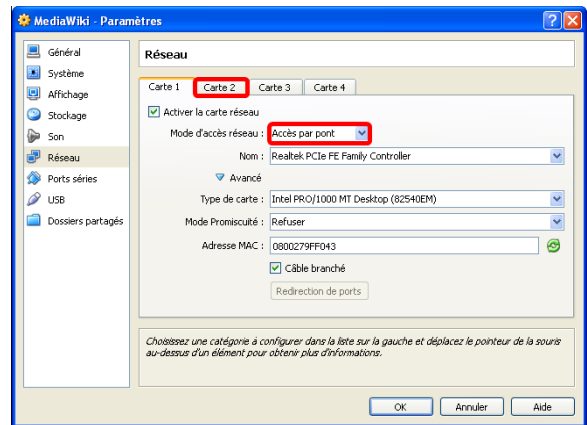 MediaWiki - Paramètres
Général
Système
Affichage
Stockage
Son
Réseau
Ports séries
USB
Dossiers partagés
Réseau
Carte 1 Carte 2 Carte 3 Carte 4
Activer la carte réseau
Mode d'accès réseau : Accès par pont
Nom : Realtek PCIe FE Family Controller
Avancé
Type de carte : Intel PRO/1000 MT Desktop (82540EM)
Mode Promiscuité : Refuser
Adresse MAC : 0800279FF043
Câble branché
Redirection de ports
Choisissez une catégorie à configurer dans la liste sur la gauche et déplacez le pointeur de la souris
au-dessus d'un élément pour obtenir plus d'informations.
OK Annuler Aide